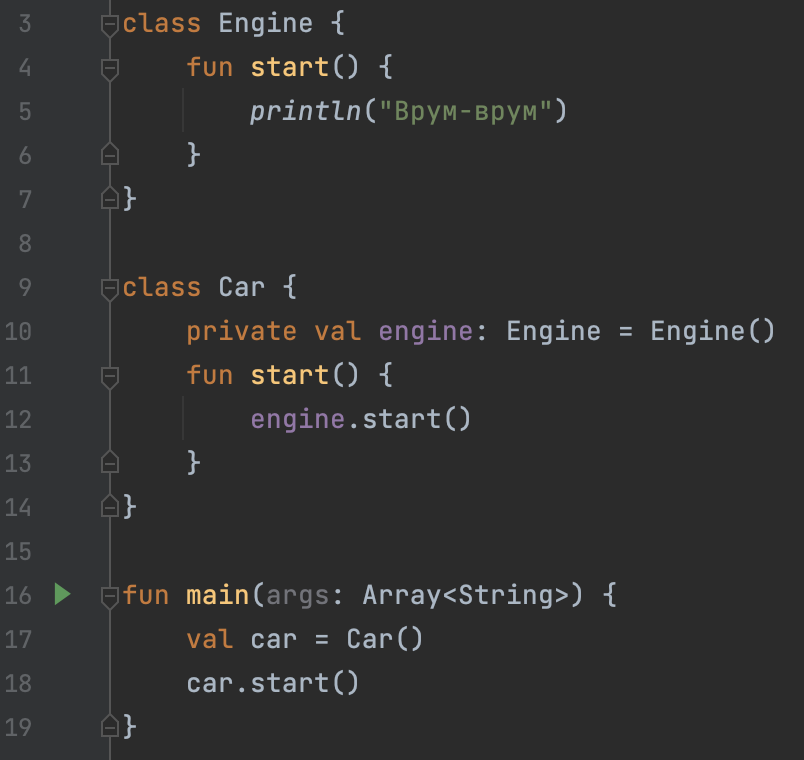 3 class Engine {
4     fun start() {
5         println("Врум-врум")
6     }
7 }
8
9 class Car {
10     private val engine: Engine = Engine()
11     fun start() {
12         engine.start()
13     }
14 }
15
16 fun main(args: Array<String>) {
17     val car = Car()
18     car.start()
19 }